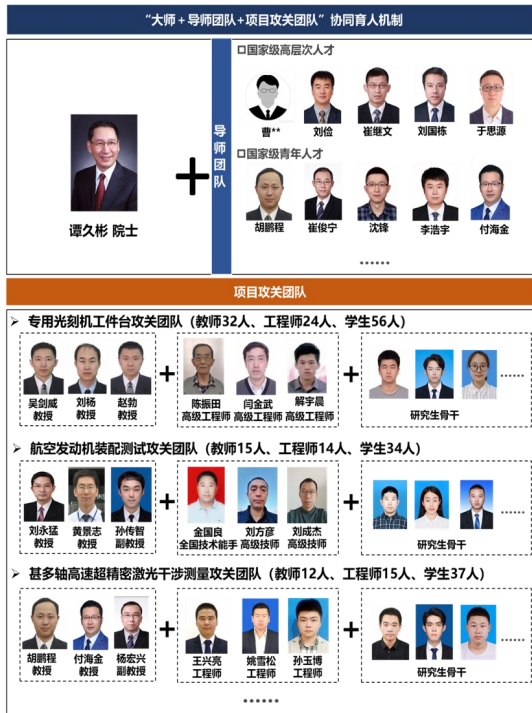 “大师＋导师团队+项目攻关团队”协同育人机制
谭久彬 院士
导师团队
口国家级高层次人才
曹** 刘俭 崔继文 刘国栋 于思源
口国家级青年人才
胡鹏程 崔俊宁 沈锋 李浩宇 付海金
……
项目攻关团队
➢ 专用光刻机工件台攻关团队（教师32人、工程师24人、学生56人）
吴剑威 刘杨 赵勃 陈振田 闫金武 解宇晨
教授 教授 教授 高级工程师 高级工程师 高级工程师
……
研究生骨干
➢ 航空发动机装配测试攻关团队（教师15人、工程师14人、学生34人）
刘永猛 黄景志 孙传智 金国良 刘方彦 刘成杰
教授 教授 副教授 全国技术能手 高级技师 高级技师
……
研究生骨干
➢ 甚多轴高速超精密激光干涉测量攻关团队（教师12人、工程师15人、学生37人）
胡鹏程 付海金 杨宏兴 王兴亮 姚雪松 孙玉博
教授 教授 副教授 工程师 工程师 工程师
……
研究生骨干
……